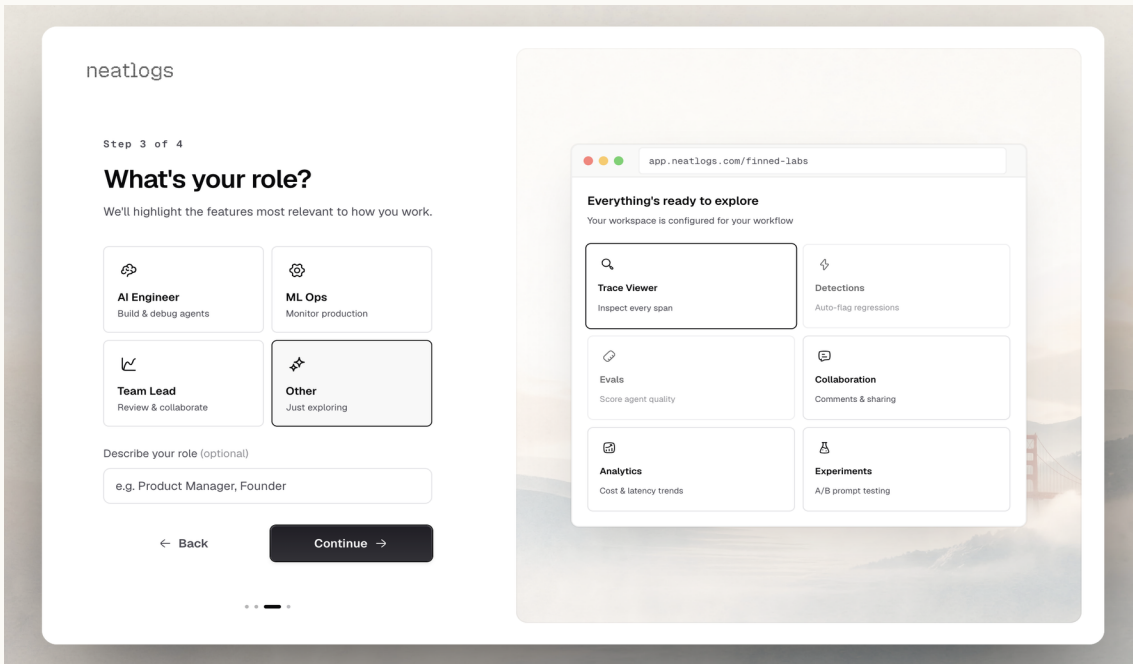 neatlogs
Step 3 of 4
What's your role?
We'll highlight the features most relevant to how you work.
AI Engineer
Build & debug agents
ML Ops
Monitor production
Team Lead
Review & collaborate
Other
Just exploring
Describe your role (optional)
e.g. Product Manager, Founder
← Back
Continue →
app.neatlogs.com/finned-labs
Everything's ready to explore
Your workspace is configured for your workflow
Trace Viewer
Inspect every span
Detections
Auto-flag regressions
Evals
Score agent quality
Collaboration
Comments & sharing
Analytics
Cost & latency trends
Experiments
A/B prompt testing